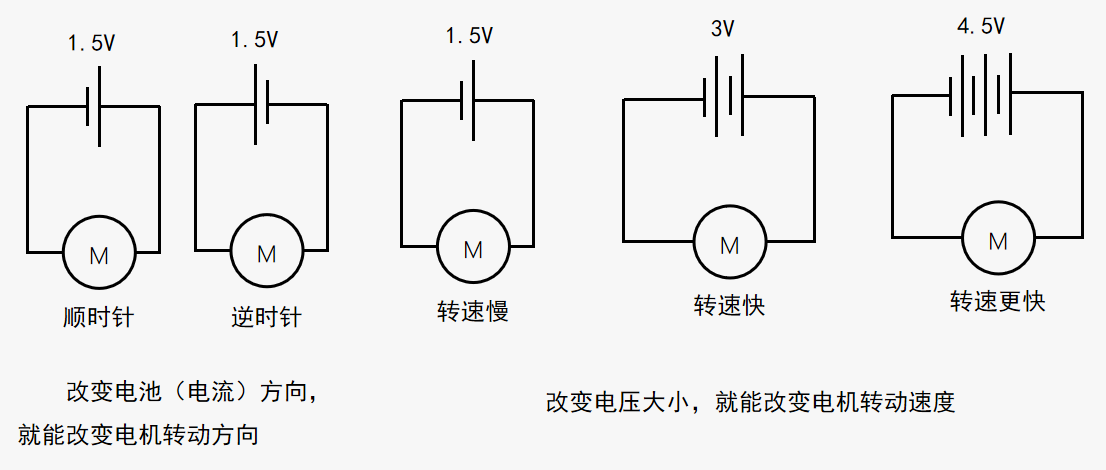 1.5V
1.5V
1.5V
3V
4.5V
M
M
M
M
M
顺时针
逆时针
转速慢
转速快
转速更快
改变电池（电流）方向，
就能改变电机转动方向
改变电压大小，就能改变电机转动速度